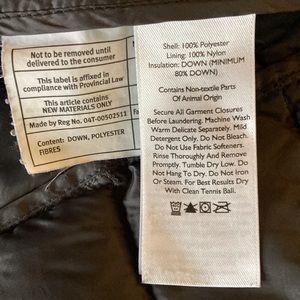 Not to be removed until
delivered to the consumer
This label is affixed in
compliance with Provincial Law
This article contains
NEW MATERIALS ONLY
Made by Reg No. 04T-00502511
Content: DOWN, POLYESTER
FIBRES
Shell: 100% Polyester
Lining: 100% Nylon
Insulation: DOWN (MINIMUM
80% DOWN)
Contains Non-textile Parts
Of Animal Origin
Secure All Garment Closures
Before Laundering. Machine Wash
Warm Delicate Separately. Mild
Detergent Only. Do Not Bleach.
Do Not Use Fabric Softeners.
Rinse Thoroughly And Remove
Promptly. Tumble Dry Low. Do
Not Wring. Hang To Dry. Do Not
Dry Clean. Do Not Iron
Or Steam. For Best Results Dry
With Clean Tennis Ball.